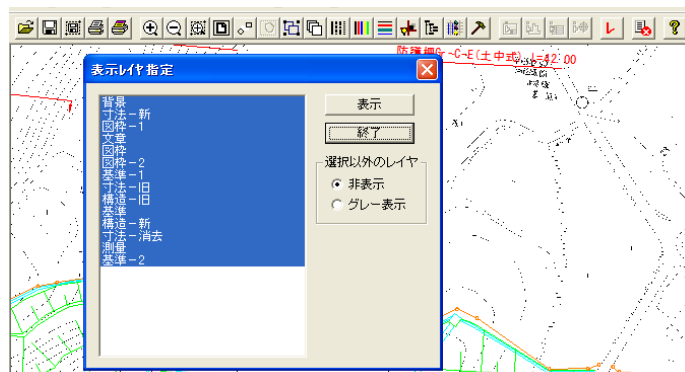 防護柵Gr-C-E(土中式) L=42.00
表示ﾚｲﾔ指定
背景
寸法－新
図枠－1
文章
図枠
図枠－2
基準－1
寸法－旧
構造－旧
基準
構造－新
寸法－消去
測量
基準－2
表示
終了
選択以外のレイヤ
非表示
グレー表示